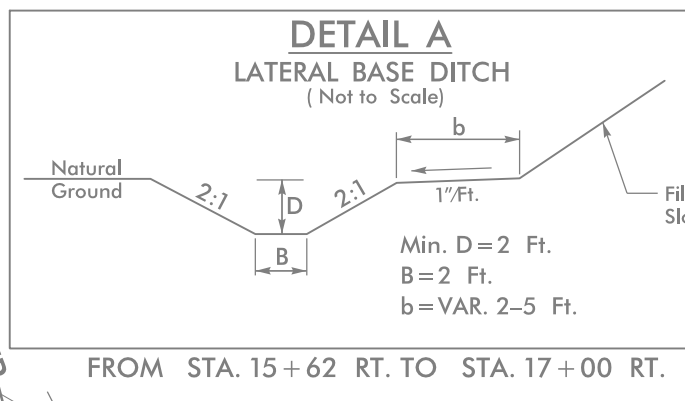 DETAIL A
LATERAL BASE DITCH
( Not to Scale)
b
Natural
Ground
2:1
D
2:1
1"/Ft.
B
Min. D=2 Ft.
B=2 Ft.
b=VAR. 2–5 Ft.
FROM STA. 15+62 RT. TO STA. 17+00 RT.